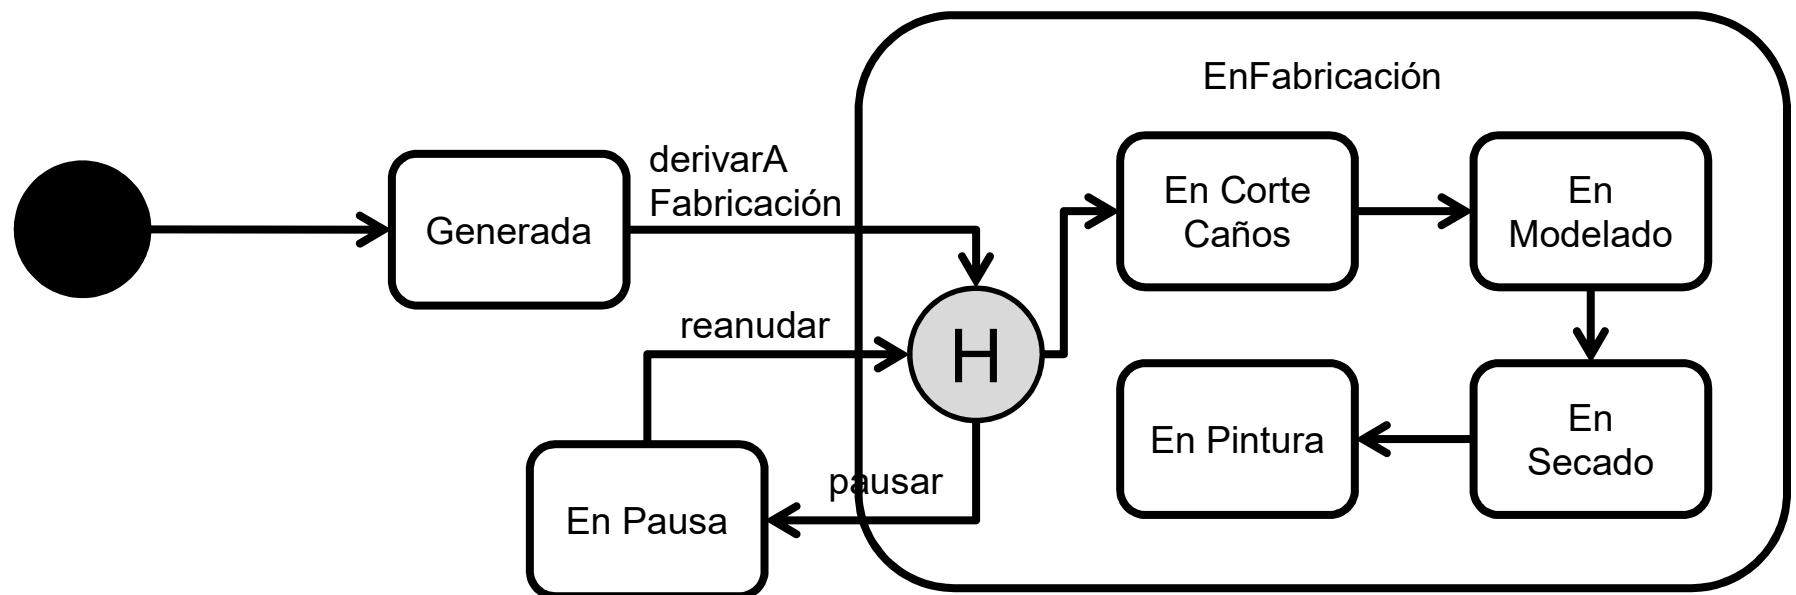 EnFabricación
derivarA
Fabricación
Generada
En Corte
Caños
En
Modelado
reanudar
H
En Pintura
En
Secado
pausar
En Pausa